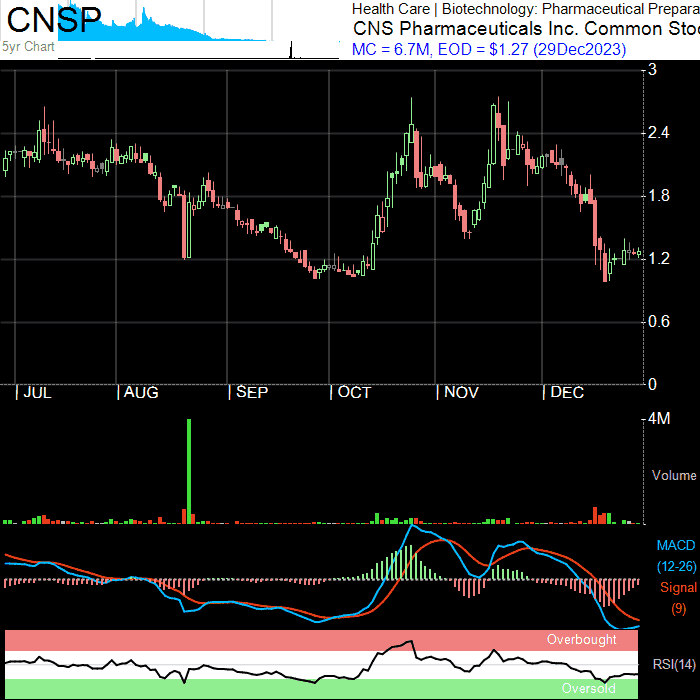 CNSP
Health Care | Biotechnology: Pharmaceutical Prepara
CNS Pharmaceuticals Inc. Common Stoc
5yr Chart
MC = 6.7M, EOD = $1.27 (29Dec2023)
3
2.4
1.8
1.2
0.6
0
| JUL | AUG | SEP | OCT | NOV | DEC
4M
Volume
MACD
(12-26)
Signal
(9)
Overbought
RSI(14)
Oversold